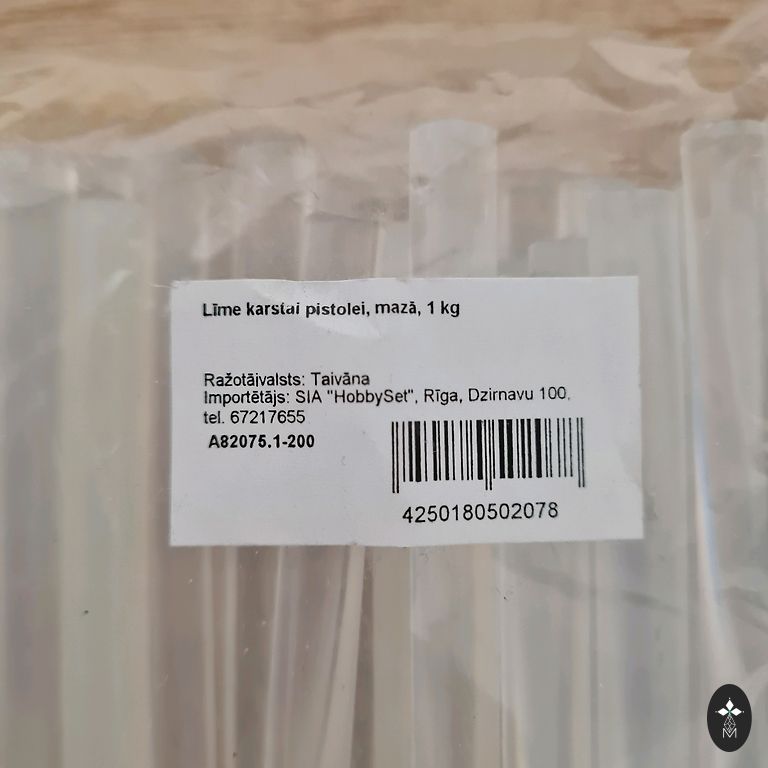 Līme karstai pistolei, mazā, 1 kg
Ražotāivalsts: Taivāna
Importētājs: SIA "HobbySet", Rīga, Dzirnavu 100,
tel. 67217655
A82075.1-200
4250180502078
M